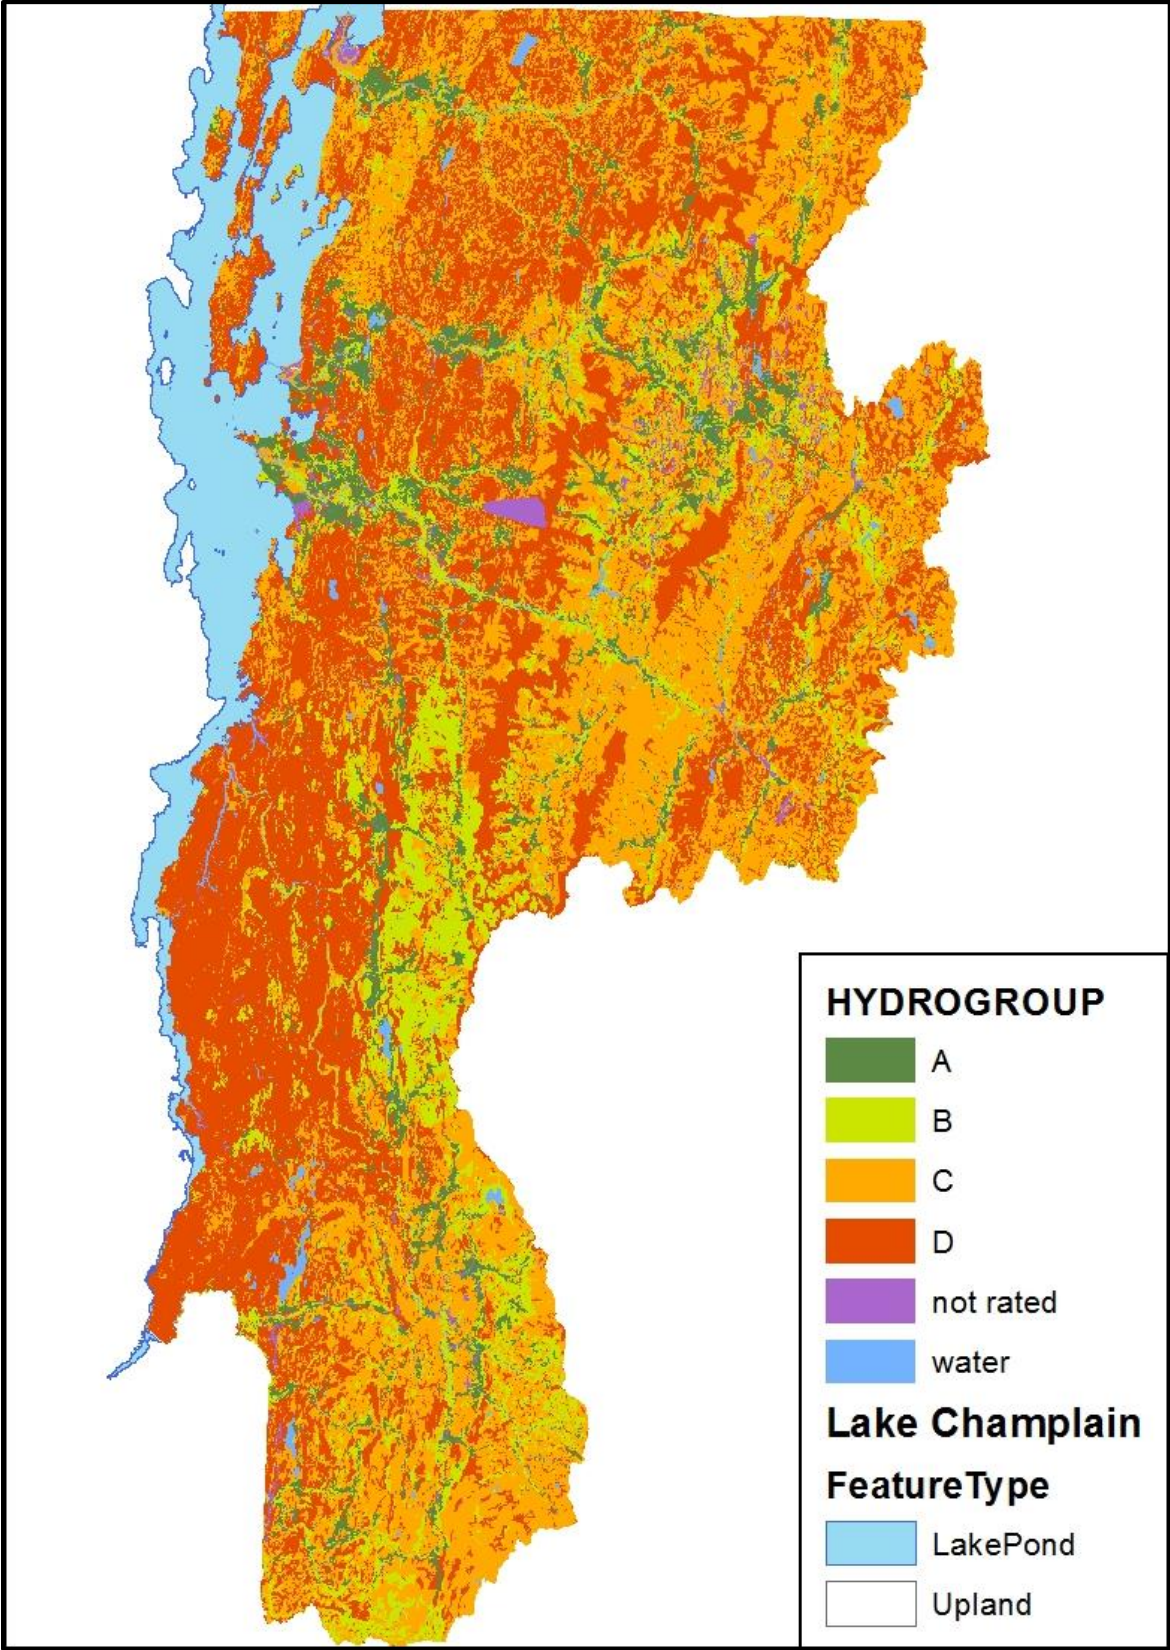 HYDROGROUP
A
B
C
D
not rated
water
Lake Champlain
FeatureType
LakePond
Upland